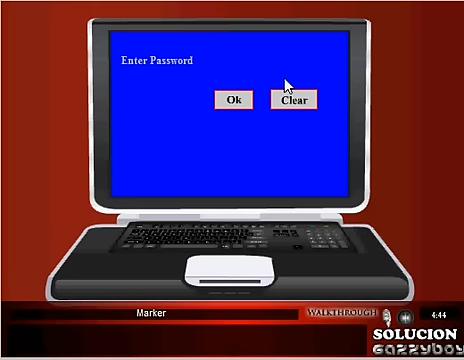 Enter Password
Ok
Clear
Marker
WALKTHROUGH
4:44
SOLUCION
GAZZYBOY